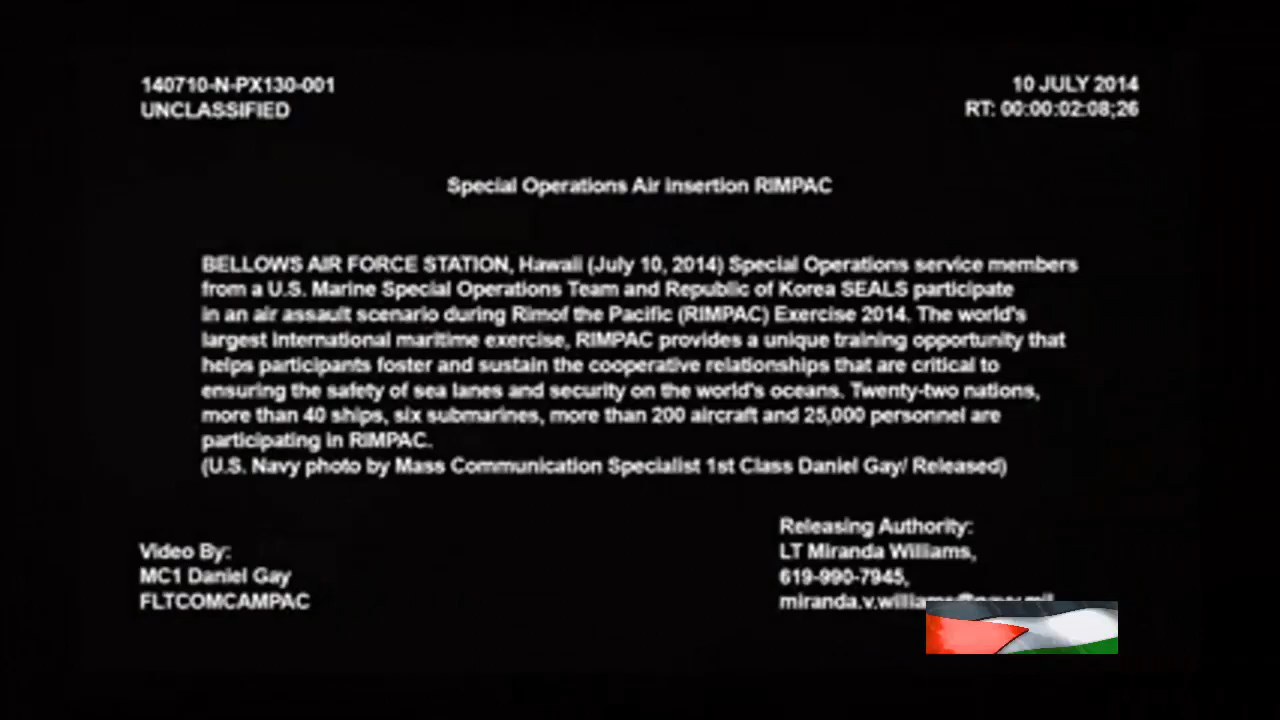 140710-N-PX130-001
UNCLASSIFIED
10 JULY 2014
RT: 00:00:02:08;26
Special Operations Air Insertion RIMPAC
BELLOWS AIR FORCE STATION, Hawaii (July 10, 2014) Special Operations service members
from a U.S. Marine Special Operations Team and Republic of Korea SEALS participate
in an air assault scenario during Rimof the Pacific (RIMPAC) Exercise 2014. The world's
largest international maritime exercise, RIMPAC provides a unique training opportunity that
helps participants foster and sustain the cooperative relationships that are critical to
ensuring the safety of sea lanes and security on the world's oceans. Twenty-two nations,
more than 40 ships, six submarines, more than 200 aircraft and 25,000 personnel are
participating in RIMPAC.
(U.S. Navy photo by Mass Communication Specialist 1st Class Daniel Gay/ Released)
Video By:
MC1 Daniel Gay
FLTCOMCAMPAC
Releasing Authority:
LT Miranda Williams,
619-990-7945,